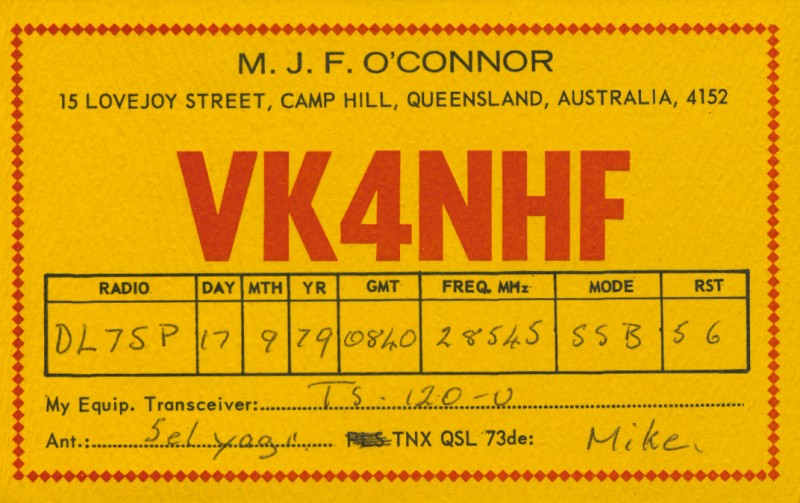 M. J. F. O'CONNOR
15 LOVEJOY STREET, CAMP HILL, QUEENSLAND, AUSTRALIA, 4152
VK4NHF
RADIO DAY MTH YR GMT FREQ. MHz MODE RST
DL7SP 17 9 79 0840 28545 SSB 56
My Equip. Transceiver: TS-120-V
Ant.: 5el yagi. PLS TNX QSL 73de: Mike.